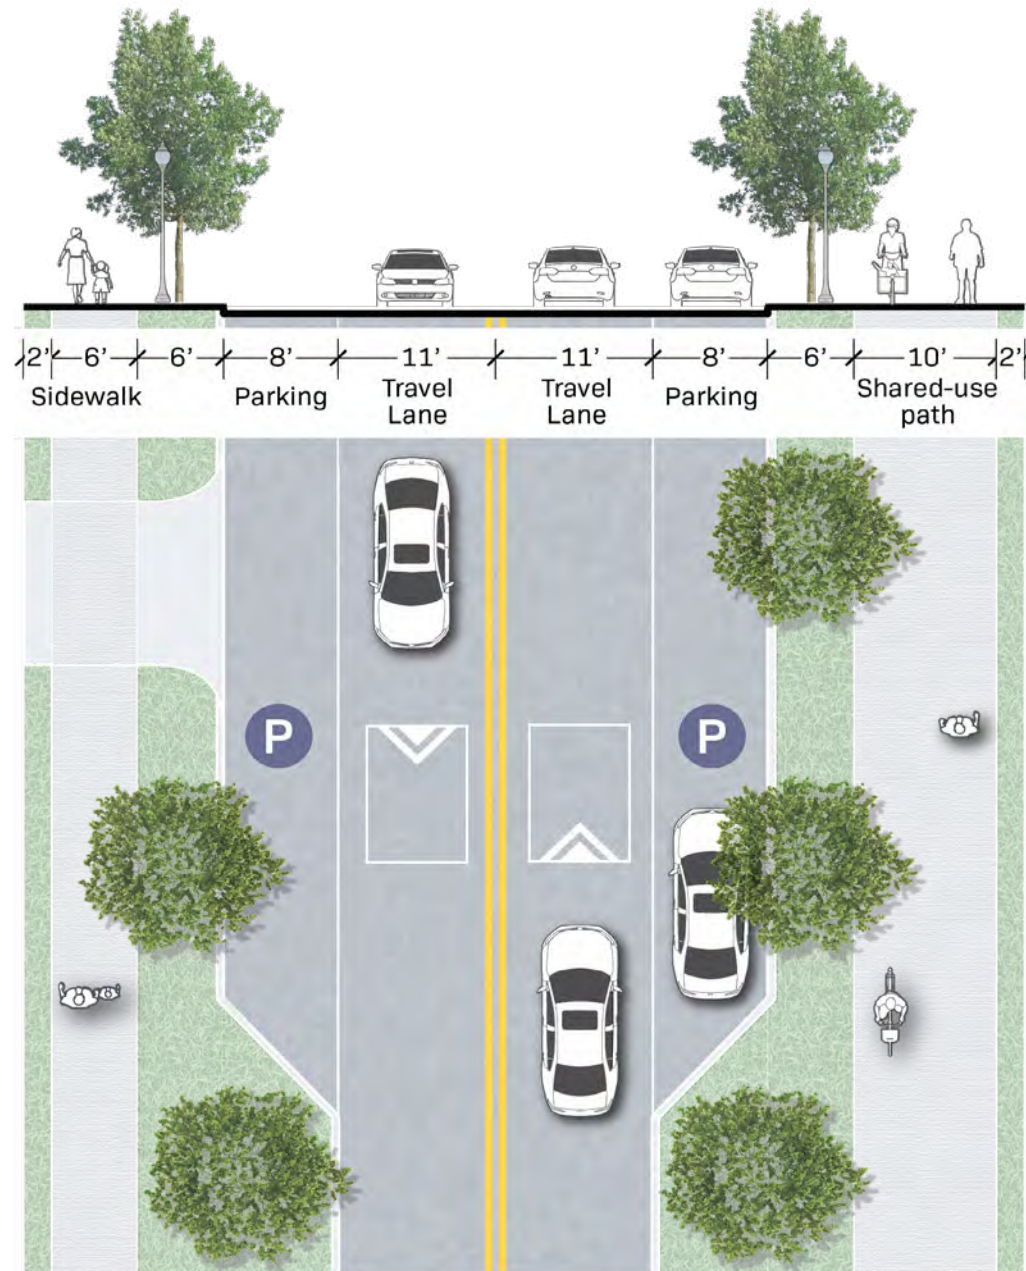 2' 6' 6' 8' 11' 11' 8' 6' 10' 2'
Sidewalk Parking Travel Lane Travel Lane Parking Shared-use path
P P